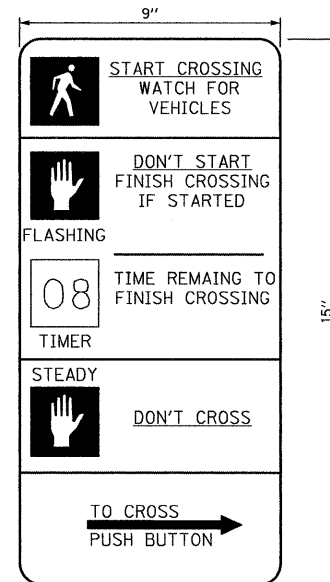 9"
START CROSSING
WATCH FOR
VEHICLES
DON'T START
FINISH CROSSING
IF STARTED
FLASHING
08
TIME REMAING TO
FINISH CROSSING
TIMER
15"
STEADY
DON'T CROSS
TO CROSS
PUSH BUTTON